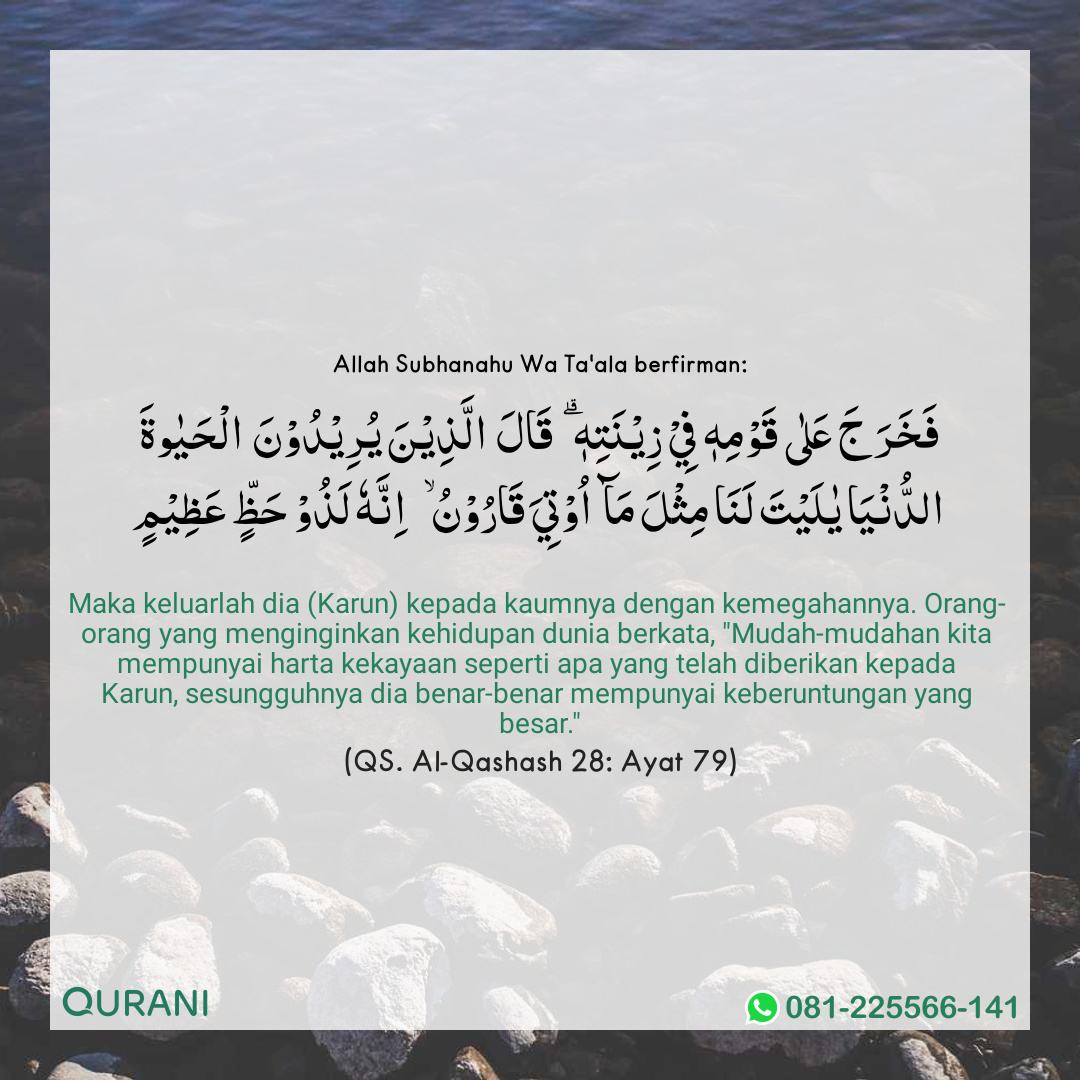 Allah Subhanahu Wa Ta'ala berfirman:
فَخَرَجَ عَلٰى قَوْمِهٖ فِيْ زِيْنَتِهٖ ۗ قَالَ الَّذِيْنَ يُرِيْدُوْنَ الْحَيٰوةَ
الدُّنْيَا يٰلَيْتَ لَنَا مِثْلَ مَآ اُوْتِيَ قَارُوْنُ ۙ اِنَّهٗ لَذُوْ حَظٍّ عَظِيْمٍ
Maka keluarlah dia (Karun) kepada kaumnya dengan kemegahannya. Orang-
orang yang menginginkan kehidupan dunia berkata, "Mudah-mudahan kita
mempunyai harta kekayaan seperti apa yang telah diberikan kepada
Karun, sesungguhnya dia benar-benar mempunyai keberuntungan yang
besar."
(QS. Al-Qashash 28: Ayat 79)
QURANI
081-225566-141